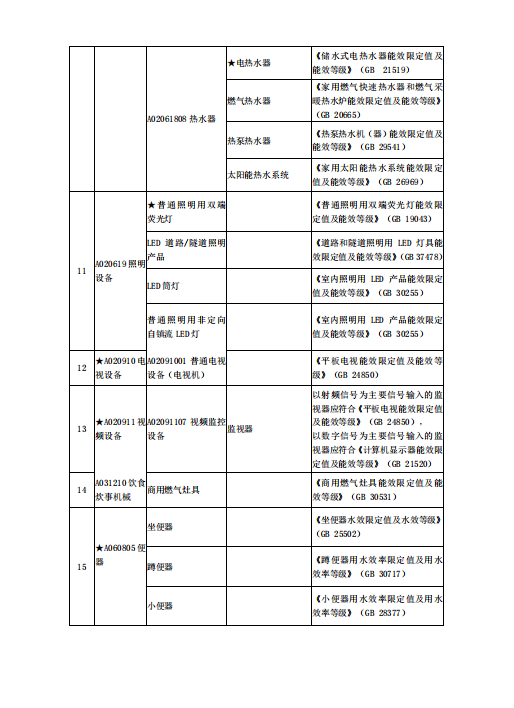 A02061808 热水器
★电热水器
《储水式电热水器能效限定值及
能效等级》（GB 21519）
燃气热水器
《家用燃气快速热水器和燃气采
暖热水炉能效限定值及能效等级》
（GB 20665）
热泵热水器
《热泵热水机（器）能效限定值及
能效等级》（GB 29541）
太阳能热水系统
《家用太阳能热水系统能效限定
值及能效等级》（GB 26969）
11
A020619 照明
设备
★普通照明用双端
荧光灯
《普通照明用双端荧光灯能效限
定值及能效等级》（GB 19043）
LED 道路/隧道照明
产品
《道路和隧道照明用 LED 灯具能
效限定值及能效等级》（GB 37478）
LED 筒灯
《室内照明用 LED 产品能效限定
值及能效等级》（GB 30255）
普通照明用非定向
自镇流 LED 灯
《室内照明用 LED 产品能效限定
值及能效等级》（GB 30255）
12
★A020910 电
视设备
A02091001 普通电视
设备（电视机）
《平板电视能效限定值及能效等
级》（GB 24850）
13
★A020911 视
频设备
A02091107 视频监控
设备
监视器
以射频信号为主要信号输入的监
视器应符合《平板电视能效限定值
及能效等级》（GB 24850），
以数字信号为主要信号输入的监
视器应符合《计算机显示器能效限
定值及能效等级》（GB 21520）
14
A031210 饮食
炊事机械
商用燃气灶具
《商用燃气灶具能效限定值及能
效等级》（GB 30531）
15
★A060805 便
器
坐便器
《坐便器水效限定值及水效等级》
（GB 25502）
蹲便器
《蹲便器用水效率限定值及用水
效率等级》（GB 30717）
小便器
《小便器用水效率限定值及用水
效率等级》（GB 28377）